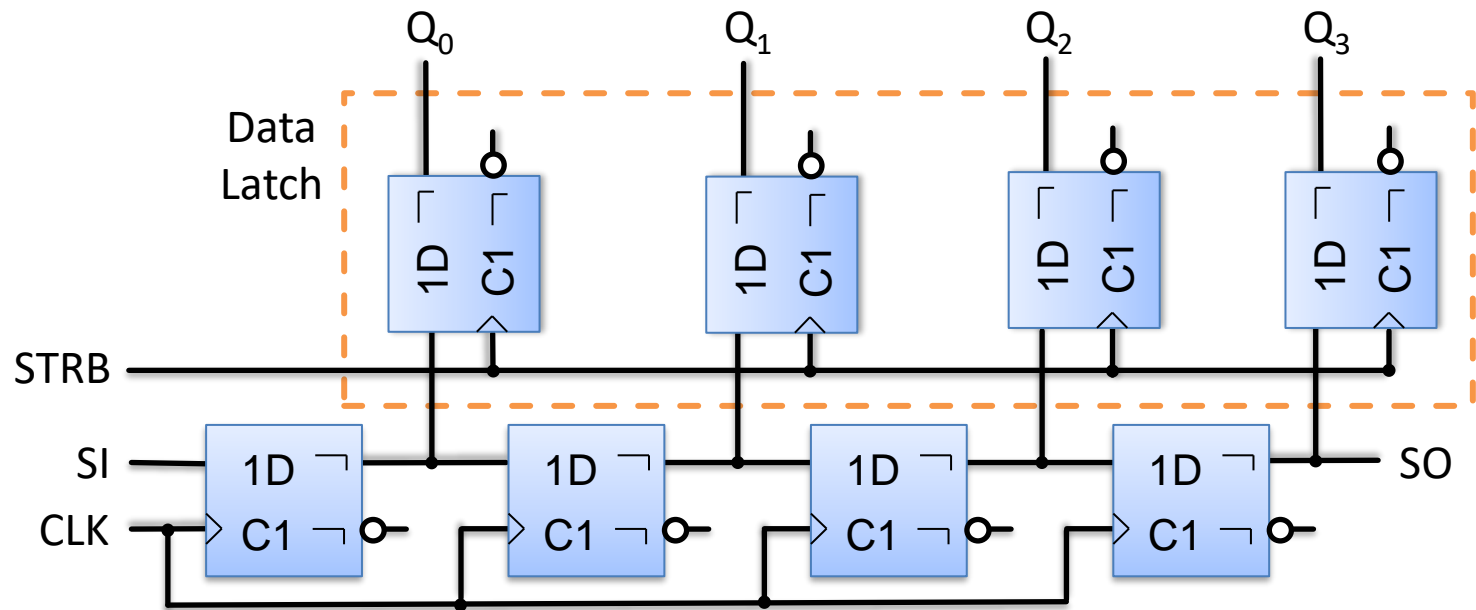 Q₀ Q₁ Q₂ Q₃
Data
Latch
1D C1 1D C1 1D C1 1D C1
STRB
SI 1D 1D 1D 1D SO
CLK C1 C1 C1 C1